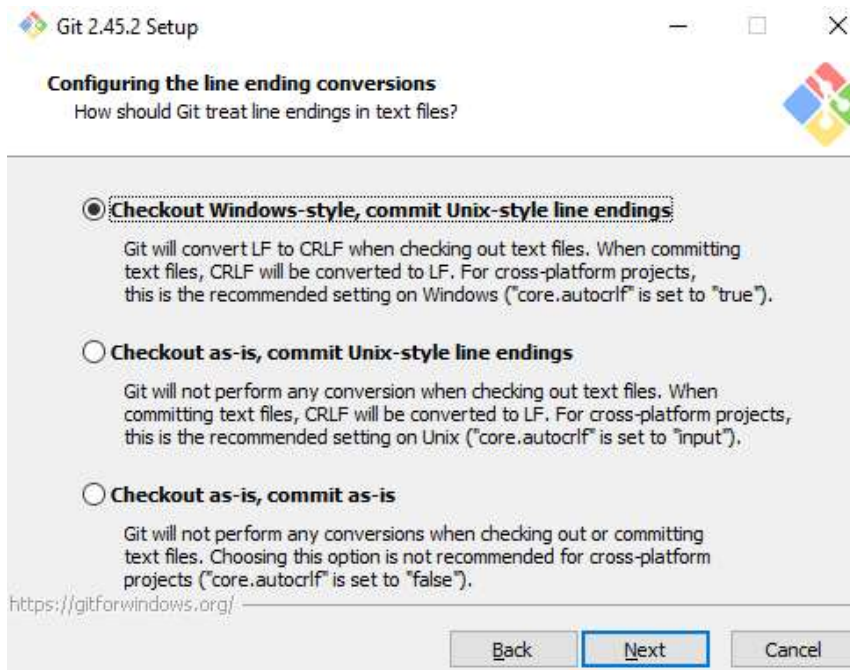 Git 2.45.2 Setup
Configuring the line ending conversions
How should Git treat line endings in text files?
Checkout Windows-style, commit Unix-style line endings
Git will convert LF to CRLF when checking out text files. When committing
text files, CRLF will be converted to LF. For cross-platform projects,
this is the recommended setting on Windows ("core.autocrlf" is set to "true").
Checkout as-is, commit Unix-style line endings
Git will not perform any conversion when checking out text files. When
committing text files, CRLF will be converted to LF. For cross-platform projects,
this is the recommended setting on Unix ("core.autocrlf" is set to "input").
Checkout as-is, commit as-is
Git will not perform any conversions when checking out or committing
text files. Choosing this option is not recommended for cross-platform
projects ("core.autocrlf" is set to "false").
https://gitforwindows.org/
Back Next Cancel